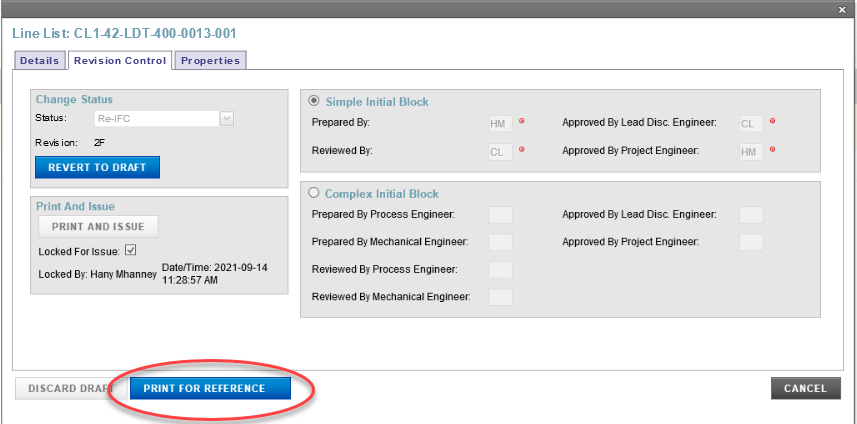 ×
Line List: CL1-42-LDT-400-0013-001
Details Revision Control Properties
Change Status
Status: Re-IFC
Revision: 2F
REVERT TO DRAFT
Print And Issue
PRINT AND ISSUE
Locked For Issue:
Locked By: Hany Mhanney Date/Time: 2021-09-14
11:28:57 AM
Simple Initial Block
Prepared By: HM Approved By Lead Disc. Engineer: CL
Reviewed By: CL Approved By Project Engineer: HM
Complex Initial Block
Prepared By Process Engineer: Approved By Lead Disc. Engineer:
Prepared By Mechanical Engineer: Approved By Project Engineer:
Reviewed By Process Engineer:
Reviewed By Mechanical Engineer:
DISCARD DRAFT PRINT FOR REFERENCE CANCEL